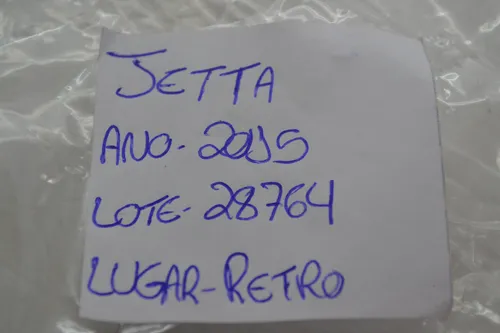 JETTA
ANO-2015
LOTE-28764
LUGAR-RETRO